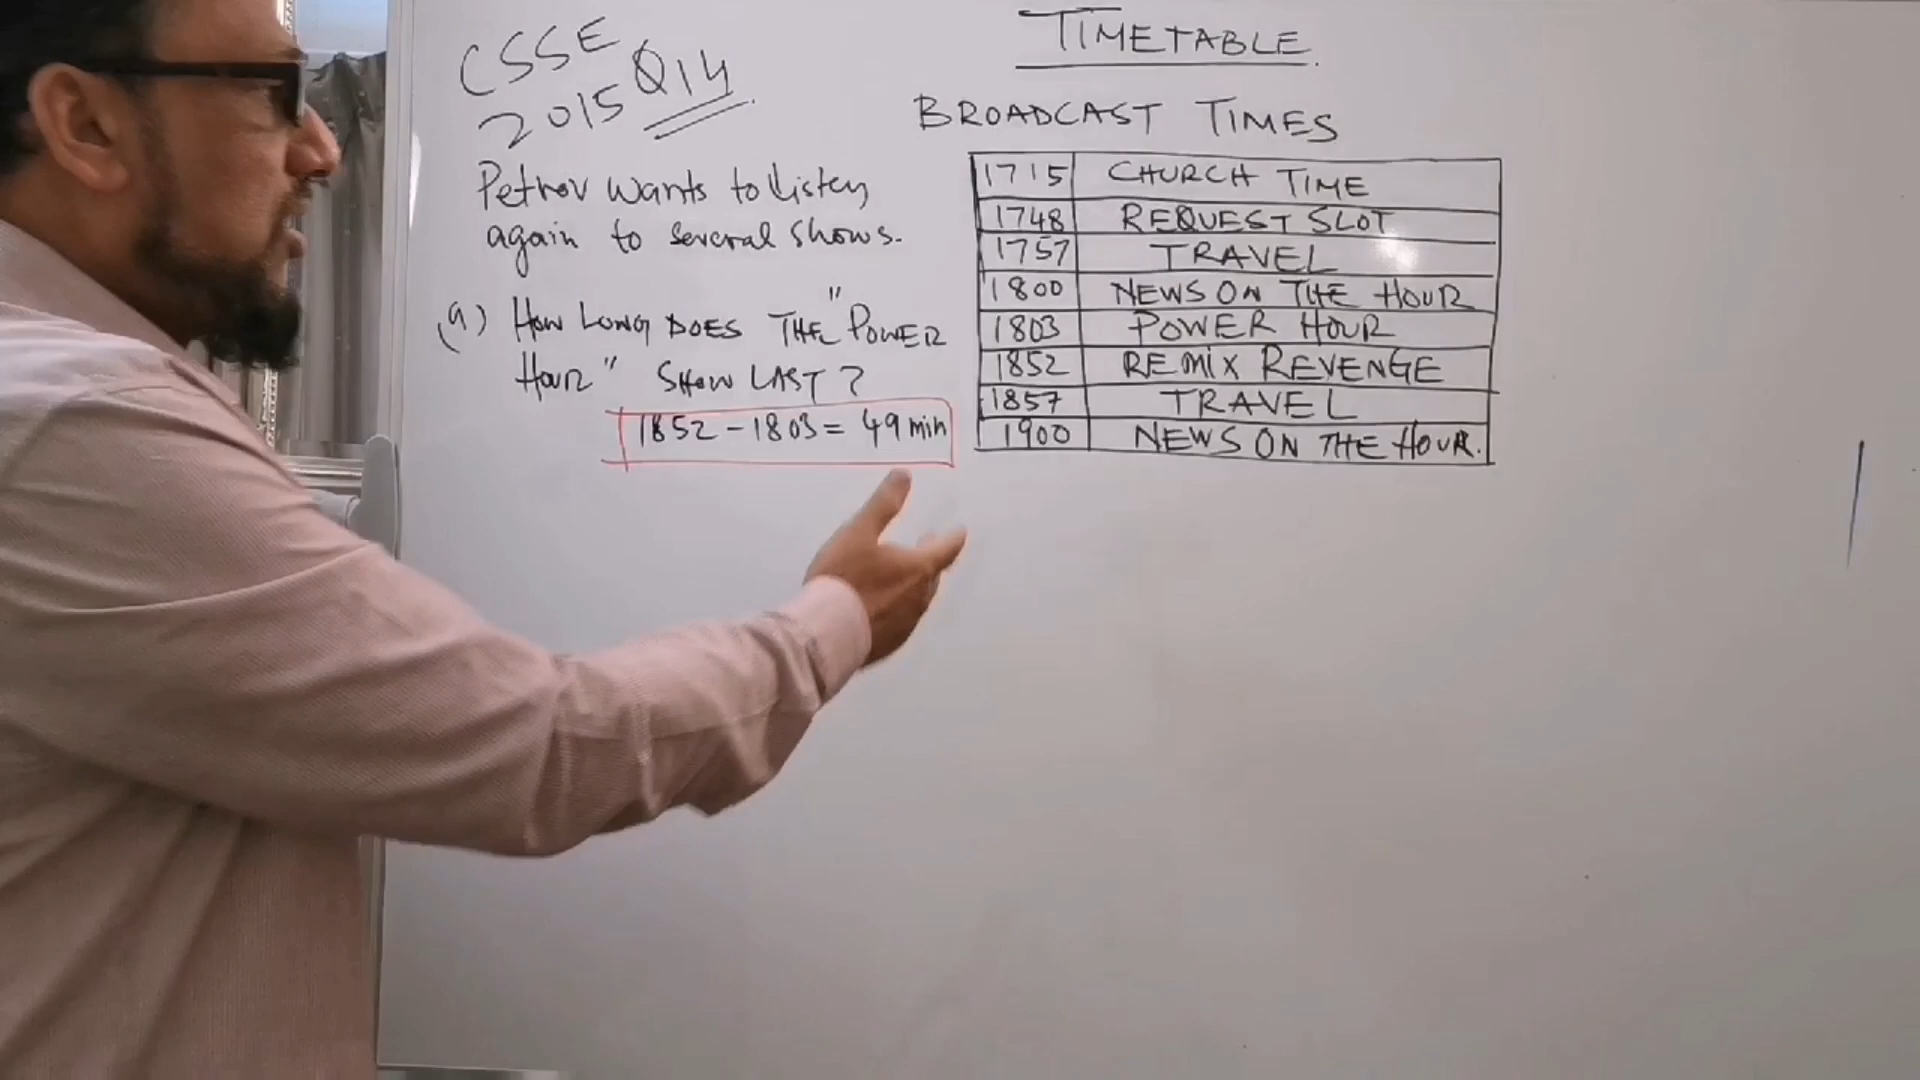 CSSE
2015 Q14
Petrov wants to listen
again to several shows.
(a) HOW LONG DOES THE "POWER
HOUR" SHOW LAST?
1852 - 1803 = 49 min
TIMETABLE
BROADCAST TIMES
1715 CHURCH TIME
1748 REQUEST SLOT
1757 TRAVEL
1800 NEWS ON THE HOUR
1803 POWER HOUR
1852 REMIX REVENGE
1857 TRAVEL
1900 NEWS ON THE HOUR.